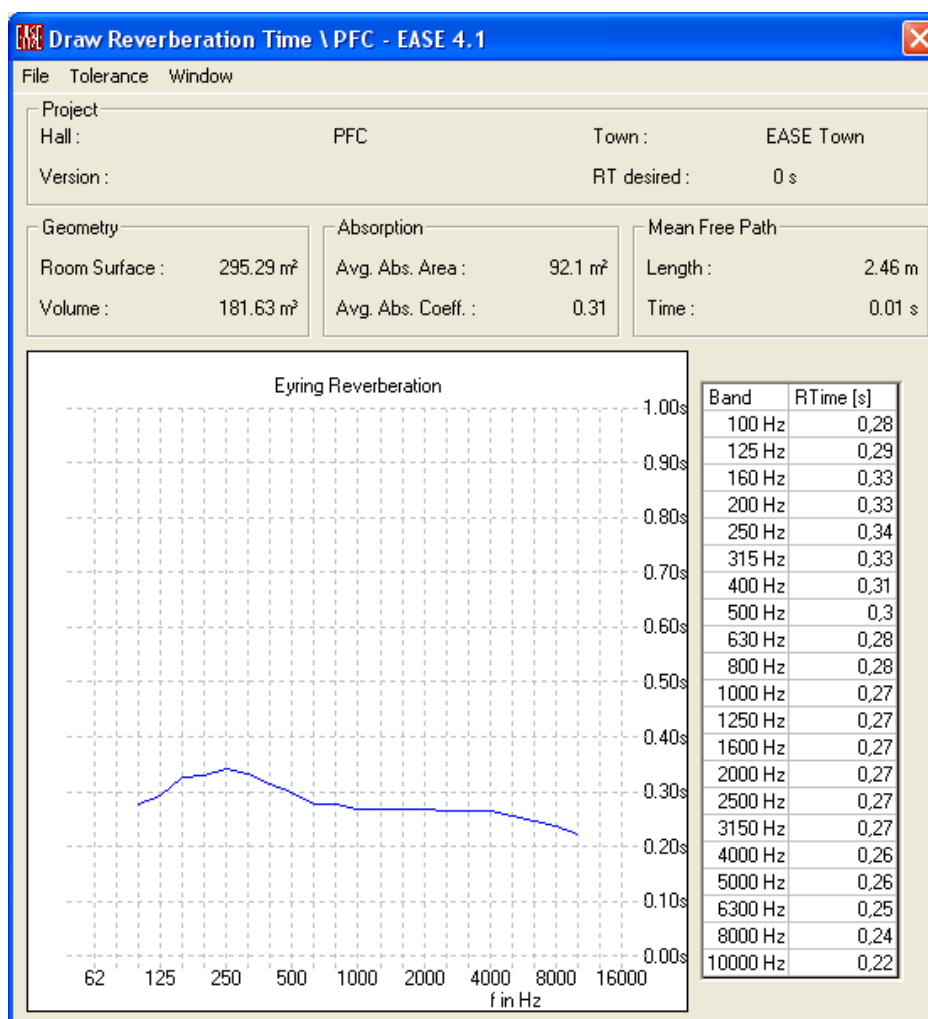 EASE Draw Reverberation Time \ PFC - EASE 4.1
File Tolerance Window
Project
Hall : PFC Town : EASE Town
Version : RT desired : 0 s
Geometry
Room Surface : 295.29 m²
Volume : 181.63 m³
Absorption
Avg. Abs. Area : 92.1 m²
Avg. Abs. Coeff. : 0.31
Mean Free Path
Length : 2.46 m
Time : 0.01 s
Eyring Reverberation
1.00s
0.90s
0.80s
0.70s
0.60s
0.50s
0.40s
0.30s
0.20s
0.10s
0.00s
62 125 250 500 1000 2000 4000 8000 16000
f in Hz
Band RTime [s]
100 Hz 0,28
125 Hz 0,29
160 Hz 0,33
200 Hz 0,33
250 Hz 0,34
315 Hz 0,33
400 Hz 0,31
500 Hz 0,3
630 Hz 0,28
800 Hz 0,28
1000 Hz 0,27
1250 Hz 0,27
1600 Hz 0,27
2000 Hz 0,27
2500 Hz 0,27
3150 Hz 0,27
4000 Hz 0,26
5000 Hz 0,26
6300 Hz 0,25
8000 Hz 0,24
10000 Hz 0,22